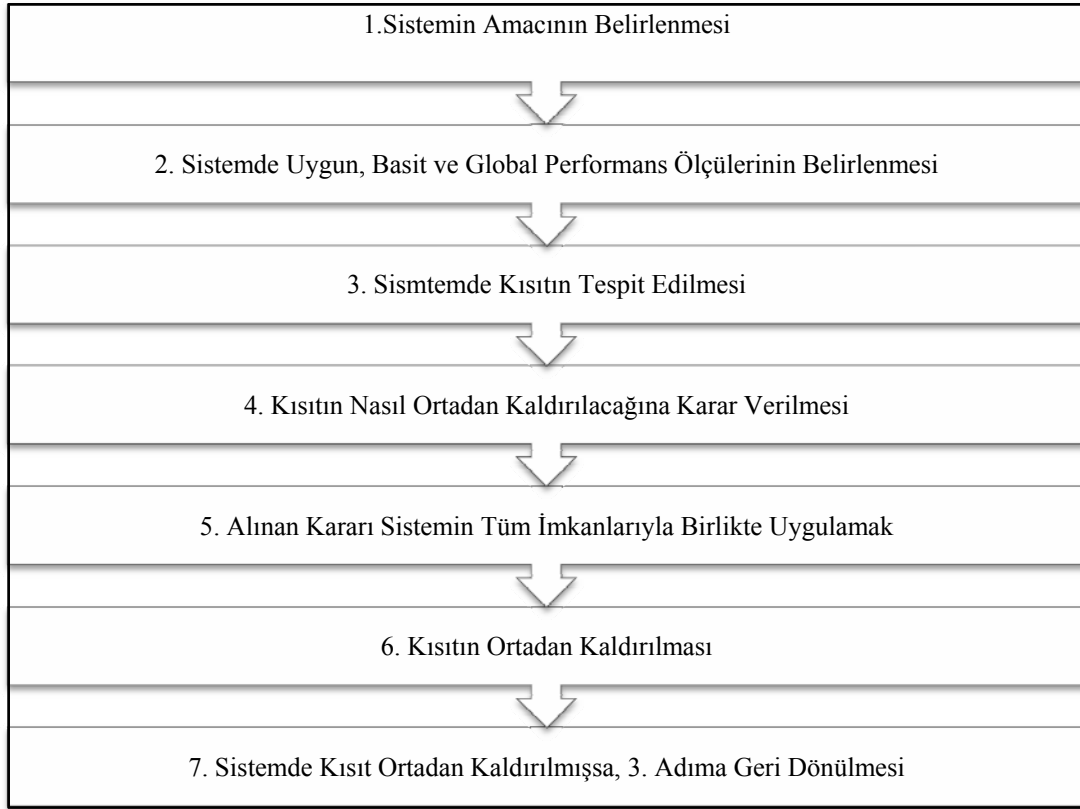 1.Sistemin Amacının Belirlenmesi
2. Sistemde Uygun, Basit ve Global Performans Ölçülerinin Belirlenmesi
3. Sismtemde Kısıtın Tespit Edilmesi
4. Kısıtın Nasıl Ortadan Kaldırılacağına Karar Verilmesi
5. Alınan Kararı Sistemin Tüm İmkanlarıyla Birlikte Uygulamak
6. Kısıtın Ortadan Kaldırılması
7. Sistemde Kısıt Ortadan Kaldırılmışsa, 3. Adıma Geri Dönülmesi